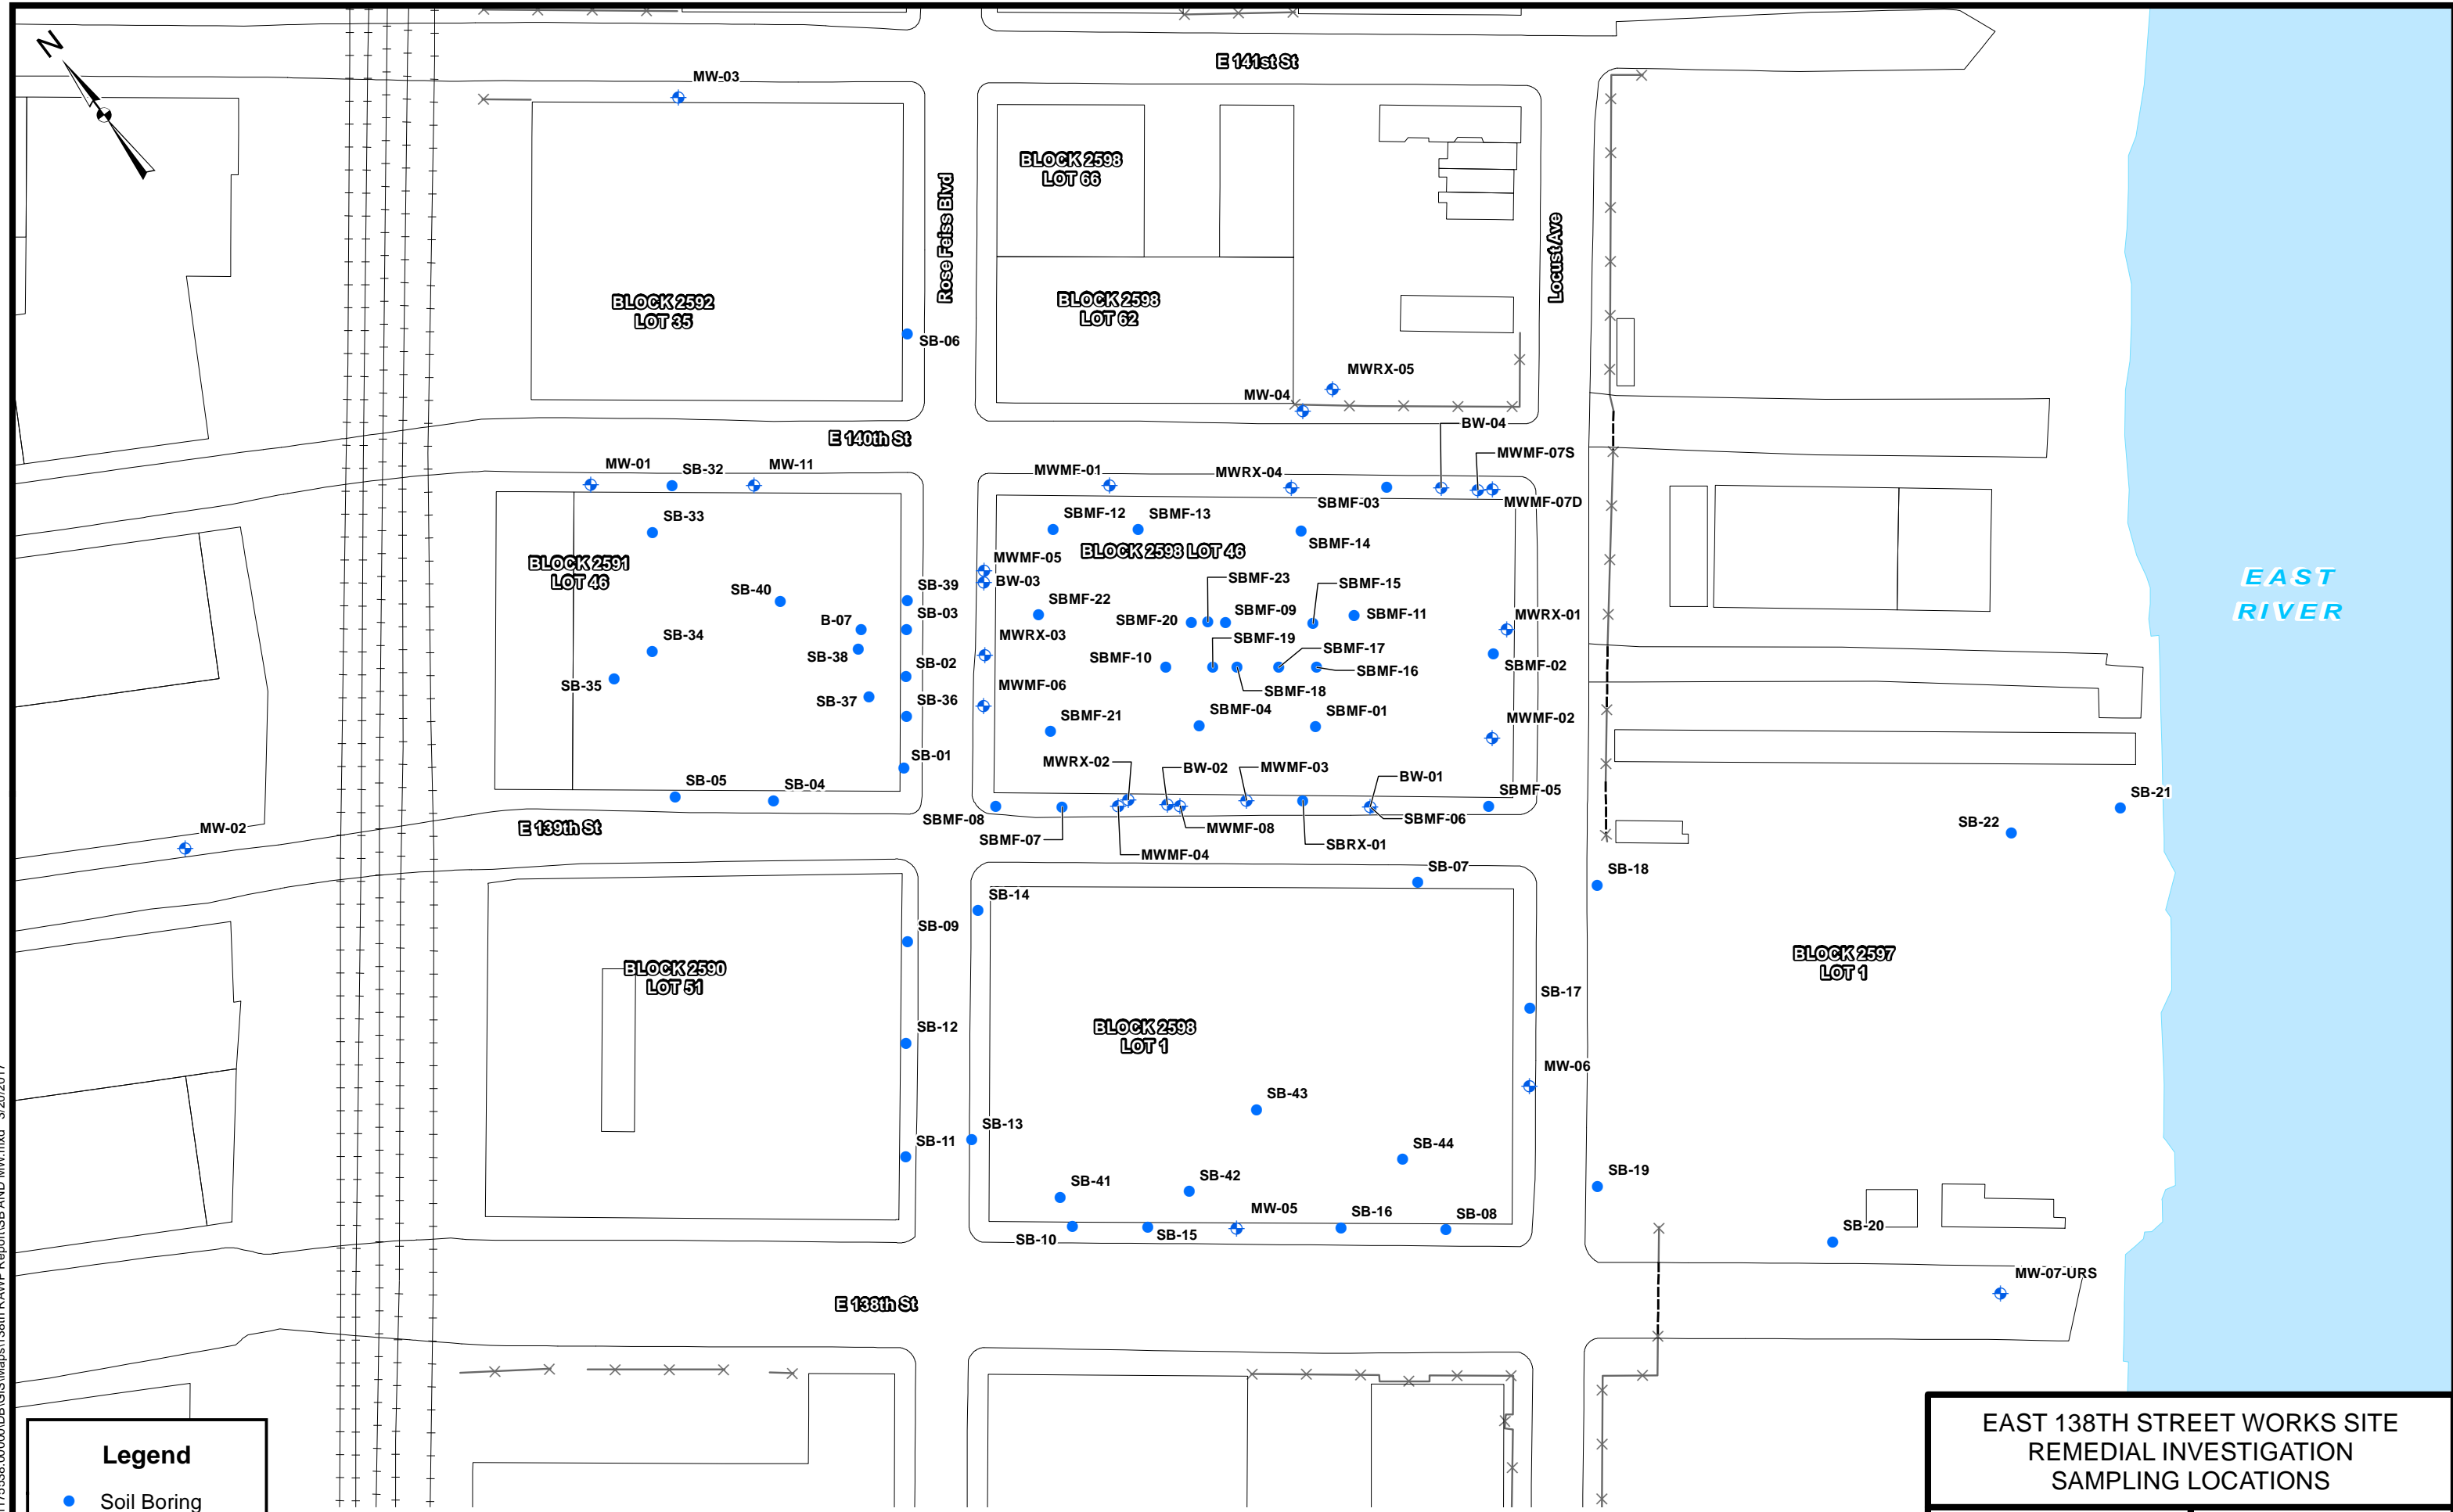 N
E 141st St
MW-03
BLOCK 2598
LOT 66
Rose Feiss Blvd
Locust Ave
BLOCK 2592
LOT 35
BLOCK 2598
LOT 62
SB-06
MWRX-05
MW-04
BW-04
E 140th St
MWMF-07S
MW-01
SB-32
MW-11
MWMF-01
MWRX-04
SBMF-03
MWMF-07D
SB-33
SBMF-12
SBMF-13
SBMF-14
BLOCK 2598 LOT 46
BLOCK 2591
LOT 46
MWMF-05
BW-03
SBMF-23
SBMF-15
EAST
RIVER
SB-40
SB-39
SB-03
SBMF-22
SBMF-20
SBMF-09
SBMF-11
MWRX-01
B-07
MWRX-03
SBMF-19
SBMF-17
SB-34
SB-38
SB-02
SBMF-10
SBMF-16
SBMF-02
SB-35
SB-37
SB-36
MWMF-06
SBMF-18
SBMF-21
SBMF-04
SBMF-01
MWMF-02
SB-01
MWRX-02
BW-02
MWMF-03
BW-01
SB-05
SB-04
SBMF-05
SB-21
SBMF-08
SBMF-06
SB-22
MW-02
E 139th St
SBMF-07
MWMF-08
SBRX-01
MWMF-04
SB-07
SB-18
SB-14
SB-09
BLOCK 2597
LOT 1
BLOCK 2590
LOT 51
SB-17
SB-12
BLOCK 2598
LOT 1
MW-06
SB-43
SB-13
SB-11
SB-44
SB-19
SB-41
SB-42
MW-05
SB-16
SB-08
SB-10
SB-15
SB-20
MW-07-URS
E 138th St
Legend
Soil Boring
EAST 138TH STREET WORKS SITE
REMEDIAL INVESTIGATION
SAMPLING LOCATIONS